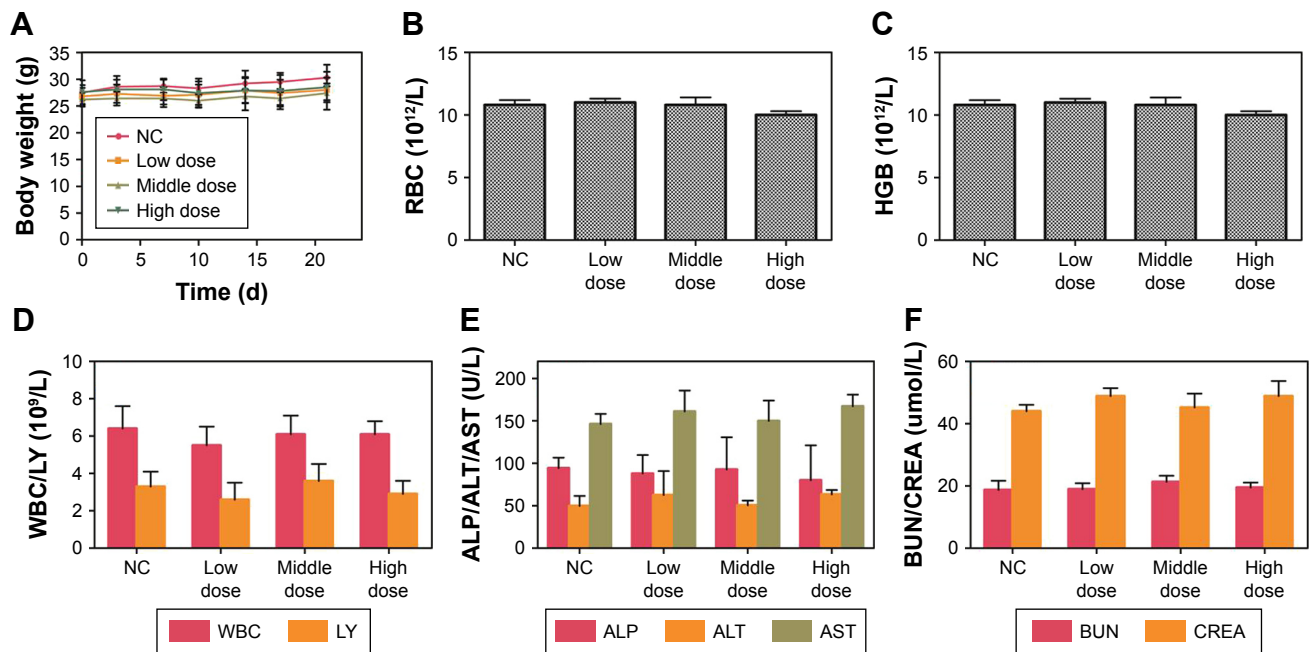 A
Body weight (g)
35
30
25
20
15
10
5
0
NC
Low dose
Middle dose
High dose
0 5 10 15 20
Time (d)
B
RBC (10¹²/L)
15
10
5
0
NC Low dose Middle dose High dose
C
HGB (10¹²/L)
15
10
5
0
NC Low dose Middle dose High dose
D
WBC/LY (10⁹/L)
10
8
6
4
2
0
NC Low dose Middle dose High dose
WBC LY
E
ALP/ALT/AST (U/L)
200
150
100
50
0
NC Low dose Middle dose High dose
ALP ALT AST
F
BUN/CREA (umol/L)
60
40
20
0
NC Low dose Middle dose High dose
BUN CREA